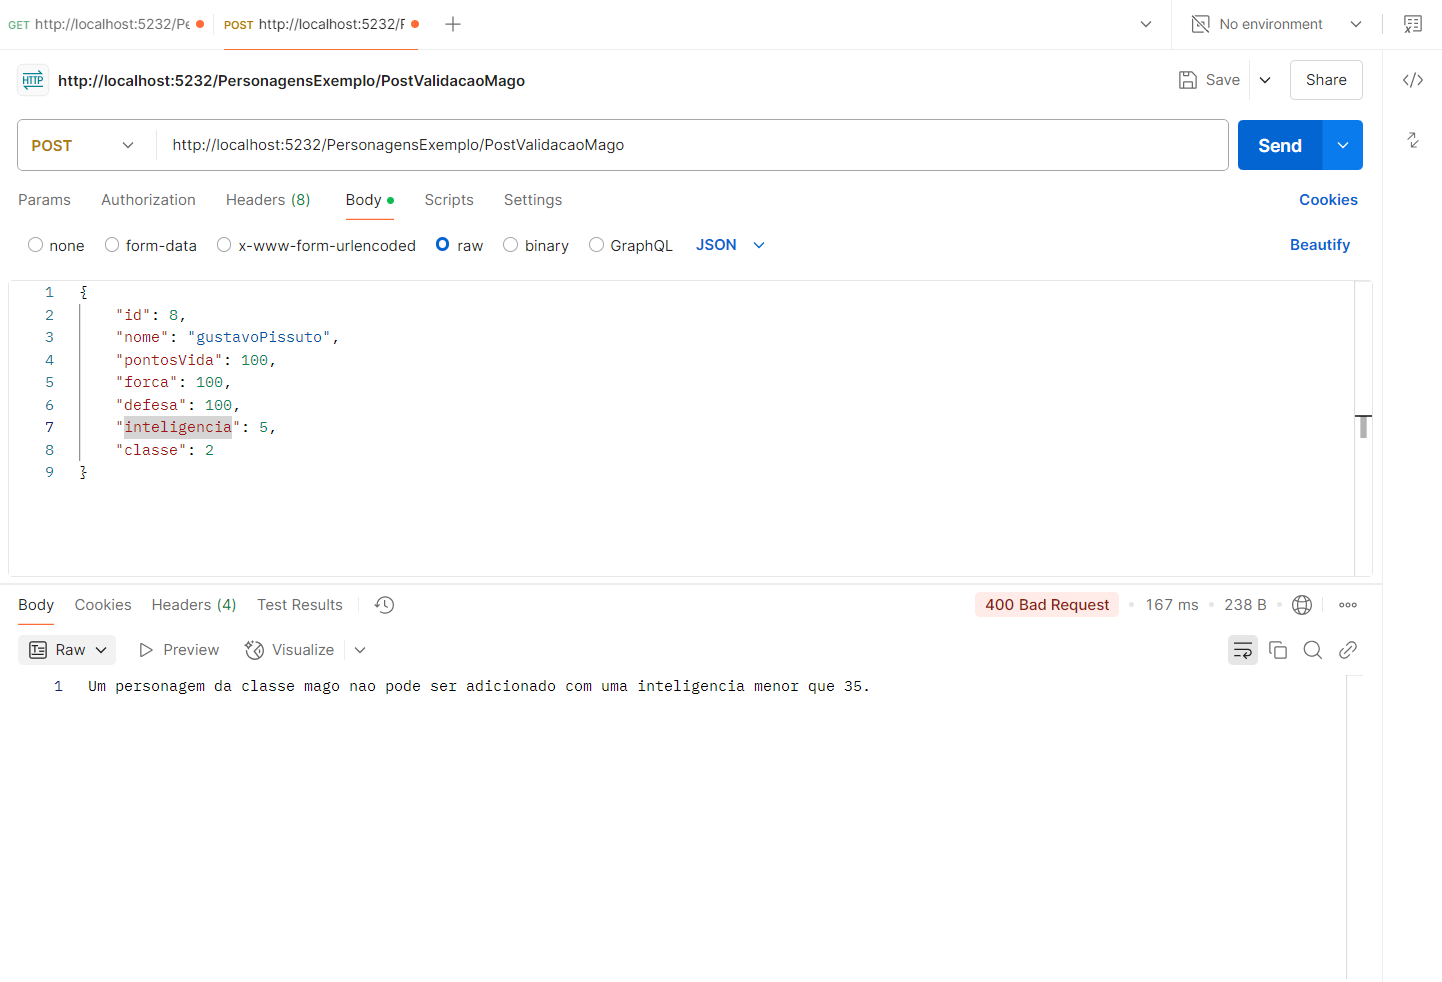 GET http://localhost:5232/Pe
POST http://localhost:5232/F
No environment
http://localhost:5232/PersonagensExemplo/PostValidacaoMago
Save
Share
POST
http://localhost:5232/PersonagensExemplo/PostValidacaoMago
Send
Params
Authorization
Headers (8)
Body
Scripts
Settings
Cookies
none
form-data
x-www-form-urlencoded
raw
binary
GraphQL
JSON
Beautify
1 {
2 "id": 8,
3 "nome": "gustavoPissuto",
4 "pontosVida": 100,
5 "forca": 100,
6 "defesa": 100,
7 "inteligencia": 5,
8 "classe": 2
9 }
Body
Cookies
Headers (4)
Test Results
400 Bad Request
167 ms
238 B
Raw
Preview
Visualize
1 Um personagem da classe mago nao pode ser adicionado com uma inteligencia menor que 35.